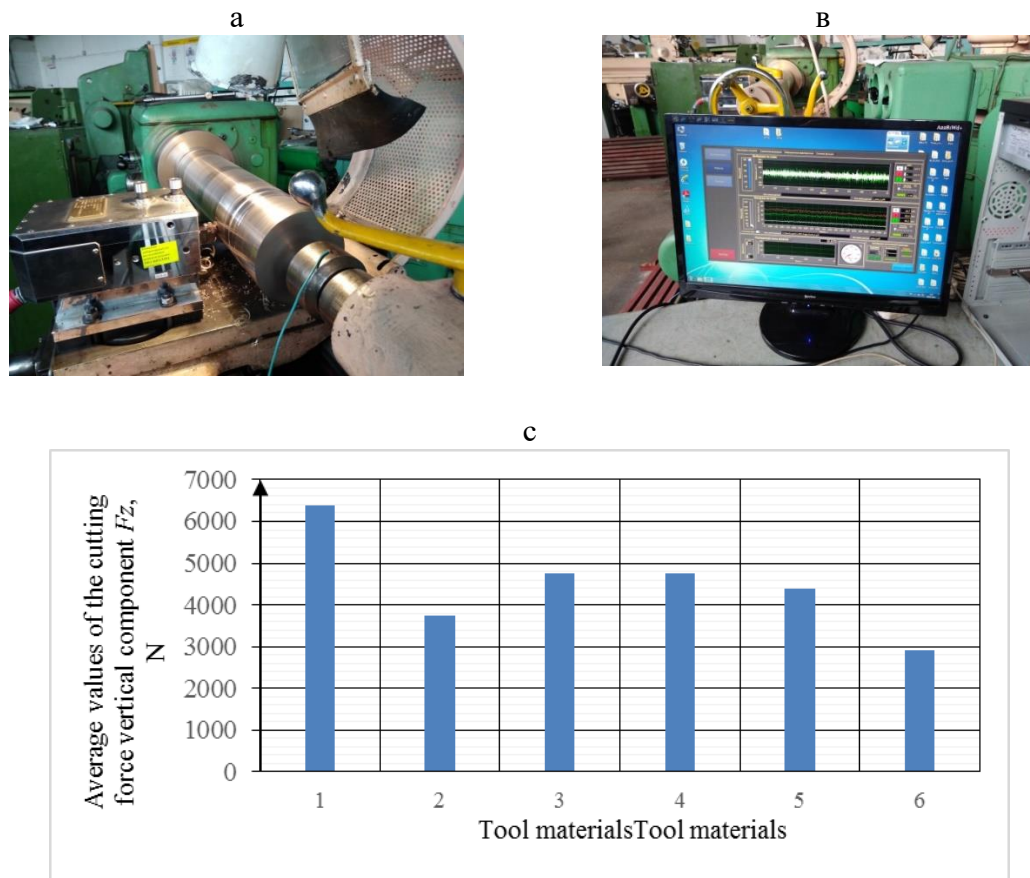 а
в
с
Average values of the cutting
force vertical component Fz,
N
7000
6000
5000
4000
3000
2000
1000
0
1 2 3 4 5 6
Tool materialsTool materials